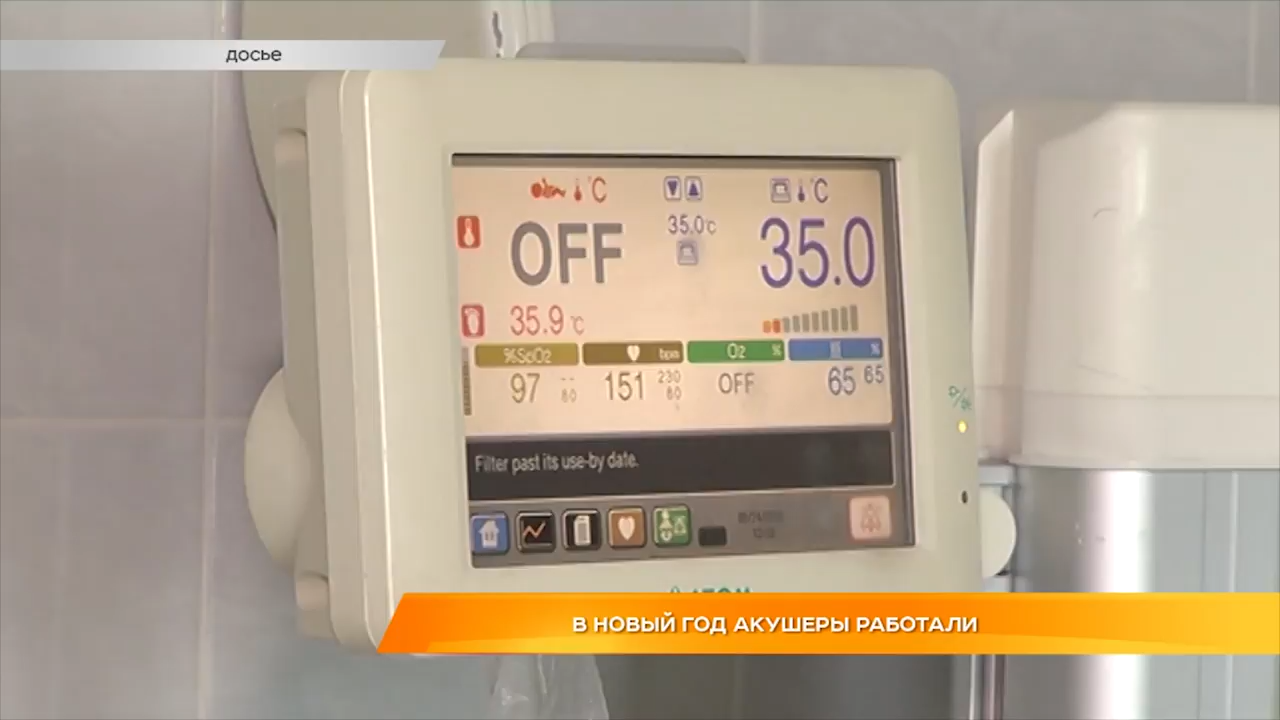 досье
°C
°C
35.0°C
OFF
35.0
35.9 °C
%SpO2
bpm
O2 %
%
97
--
80
151
230
80
OFF
65
65
Filter past its use-by date.
В НОВЫЙ ГОД АКУШЕРЫ РАБОТАЛИ